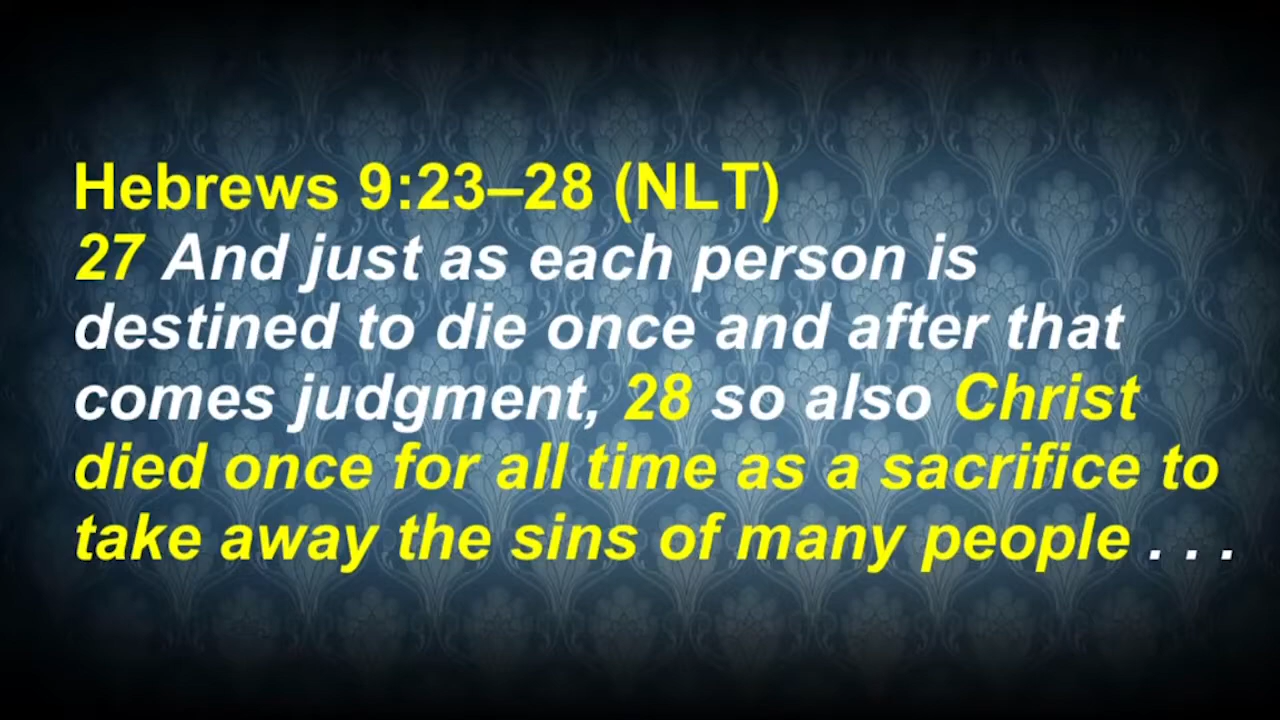 Hebrews 9:23–28 (NLT)
27 And just as each person is
destined to die once and after that
comes judgment, 28 so also Christ
died once for all time as a sacrifice to
take away the sins of many people . . .